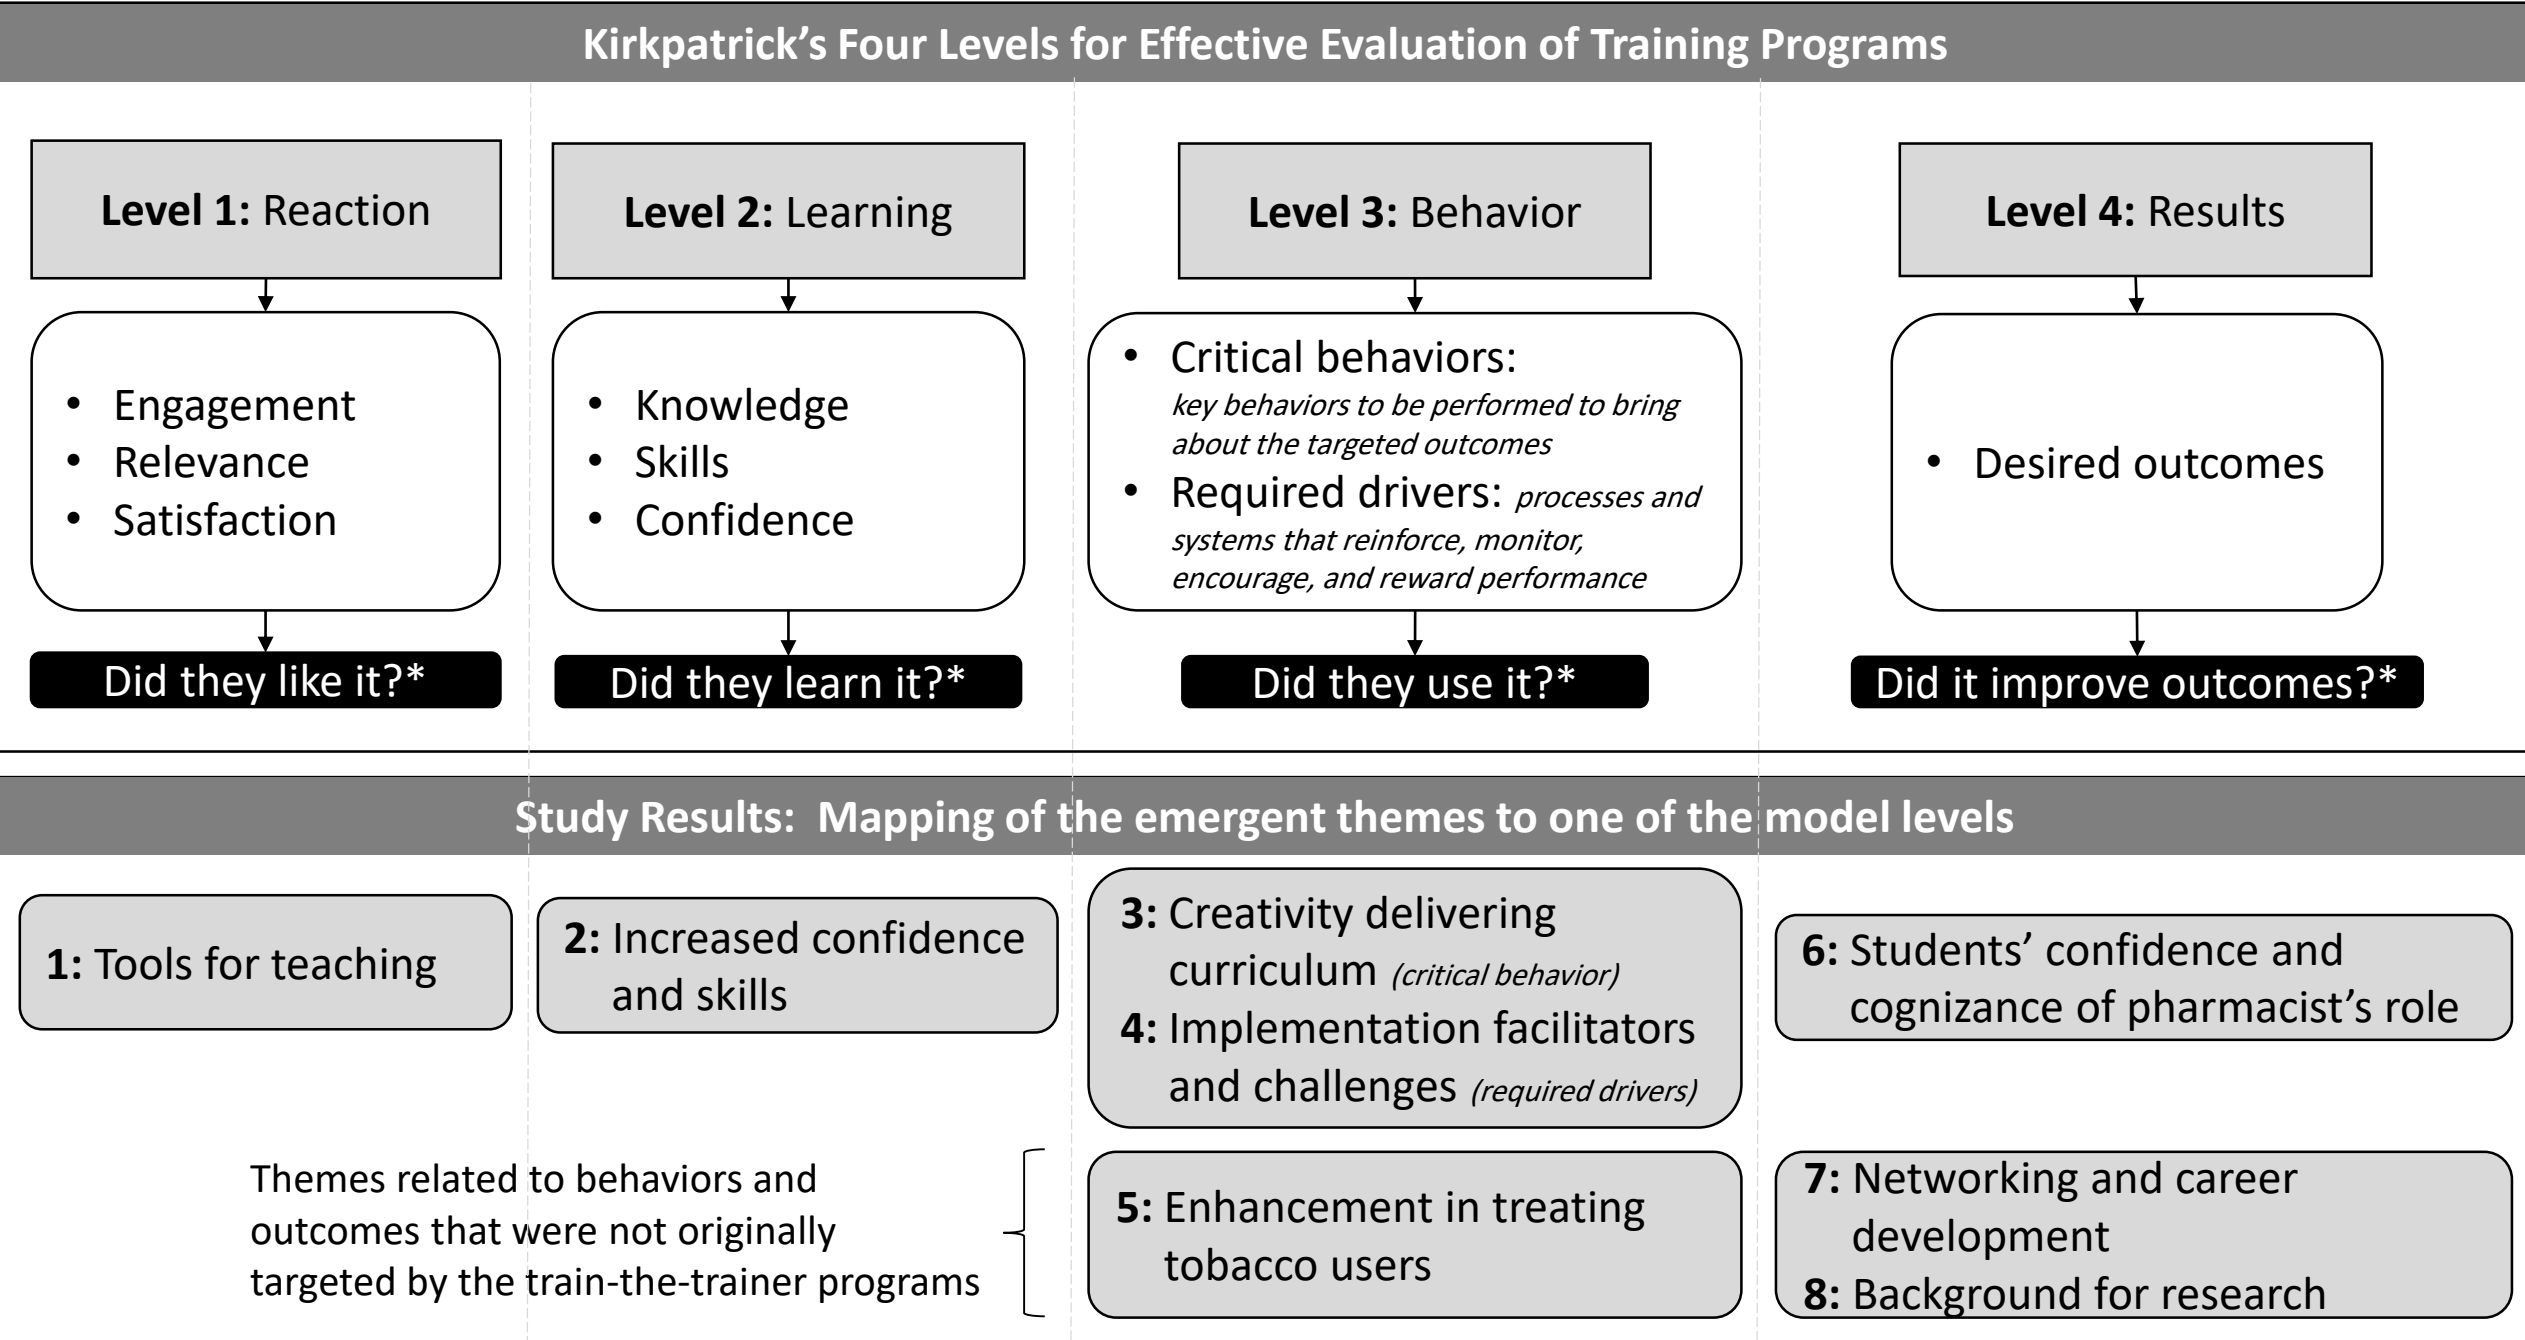 Kirkpatrick’s Four Levels for Effective Evaluation of Training Programs
Level 1: Reaction
• Engagement
• Relevance
• Satisfaction
Did they like it?*
Level 2: Learning
• Knowledge
• Skills
• Confidence
Did they learn it?*
Level 3: Behavior
• Critical behaviors:
key behaviors to be performed to bring
about the targeted outcomes
• Required drivers: processes and
systems that reinforce, monitor,
encourage, and reward performance
Did they use it?*
Level 4: Results
• Desired outcomes
Did it improve outcomes?*
Study Results:  Mapping of the emergent themes to one of the model levels
1: Tools for teaching
2: Increased confidence
and skills
3: Creativity delivering
curriculum (critical behavior)
4: Implementation facilitators
and challenges (required drivers)
6: Students’ confidence and
cognizance of pharmacist’s role
Themes related to behaviors and
outcomes that were not originally
targeted by the train-the-trainer programs
5: Enhancement in treating
tobacco users
7: Networking and career
development
8: Background for research